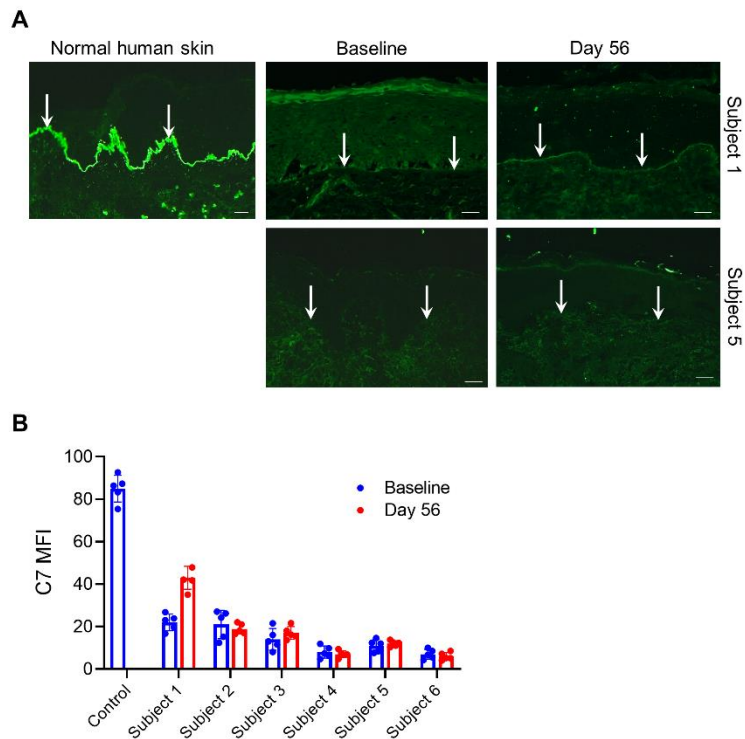 A
Normal human skin
Baseline
Day 56
Subject 1
Subject 5
B
100
80
60
40
20
0
C7 MFI
Baseline
Day 56
Control
Subject 1
Subject 2
Subject 3
Subject 4
Subject 5
Subject 6